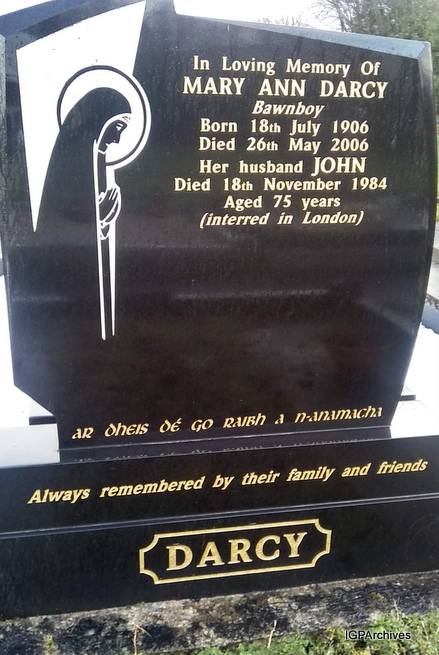 In Loving Memory Of
MARY ANN DARCY
Bawnboy
Born 18th July 1906
Died 26th May 2006
Her husband JOHN
Died 18th November 1984
Aged 75 years
(interred in London)
ar dheis dé go raibh a n-anamacha
Always remembered by their family and friends
DARCY
IGPArchives